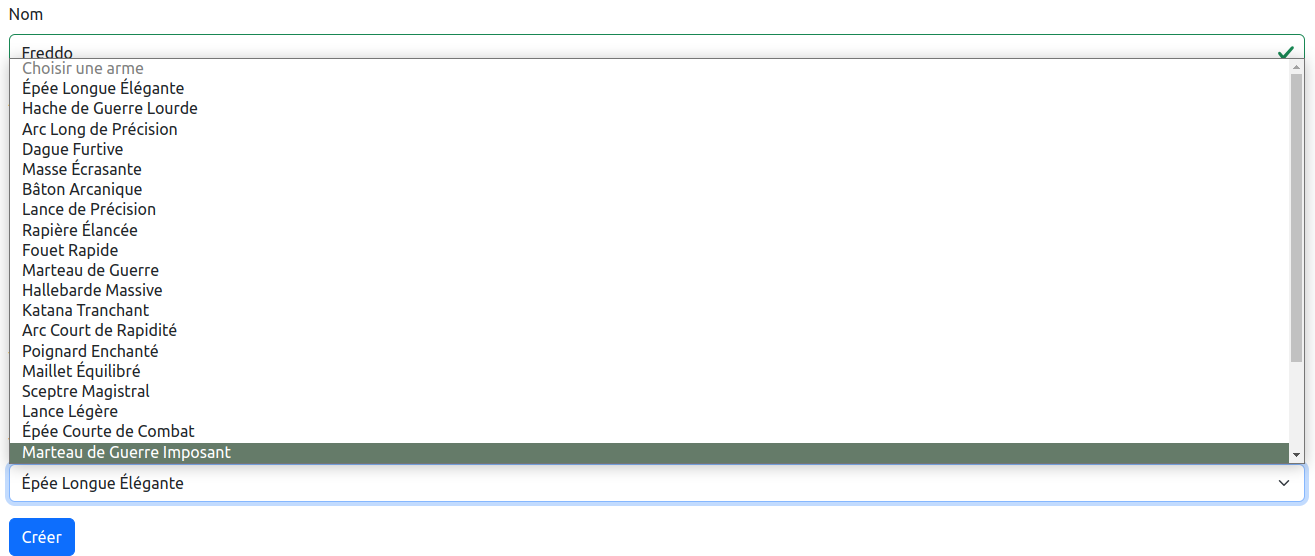 Nom
Freddo
Choisir une arme
Épée Longue Élégante
Hache de Guerre Lourde
Arc Long de Précision
Dague Furtive
Masse Écrasante
Bâton Arcanique
Lance de Précision
Rapière Élancée
Fouet Rapide
Marteau de Guerre
Hallebarde Massive
Katana Tranchant
Arc Court de Rapidité
Poignard Enchanté
Maillet Équilibré
Sceptre Magistral
Lance Légère
Épée Courte de Combat
Marteau de Guerre Imposant
Épée Longue Élégante
Créer